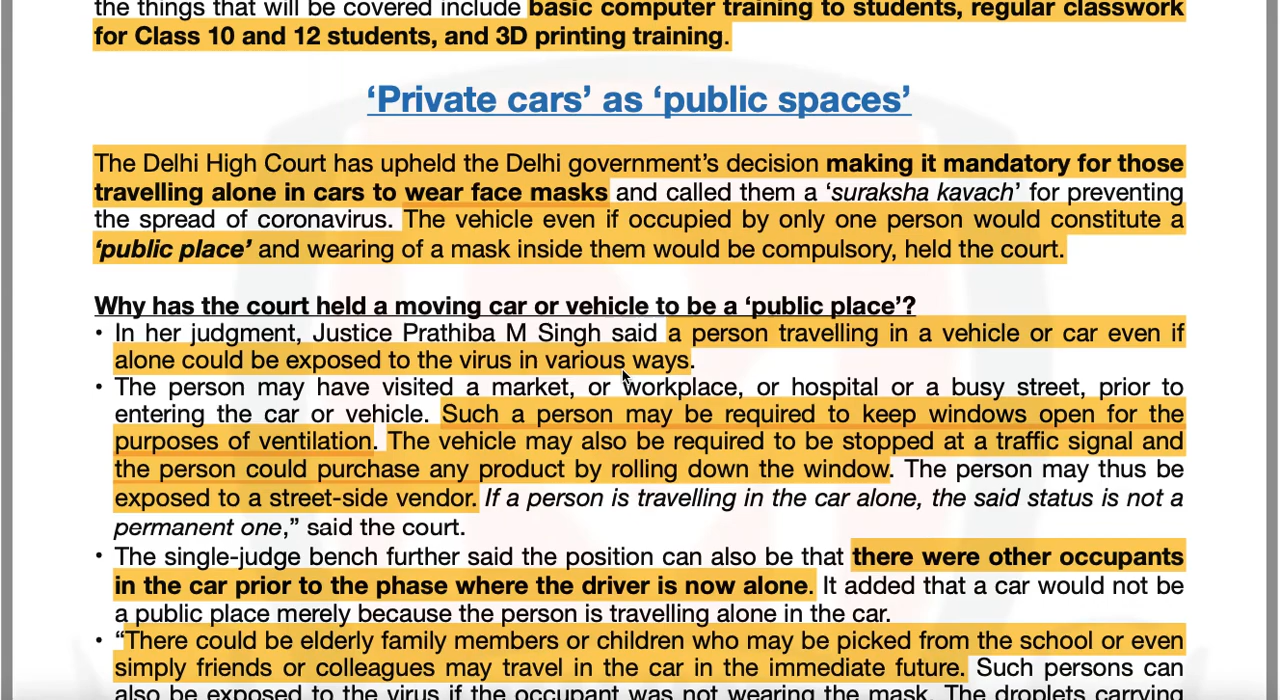 the things that will be covered include basic computer training to students, regular classwork
for Class 10 and 12 students, and 3D printing training.
‘Private cars’ as ‘public spaces’
The Delhi High Court has upheld the Delhi government’s decision making it mandatory for those
travelling alone in cars to wear face masks and called them a ‘suraksha kavach’ for preventing
the spread of coronavirus. The vehicle even if occupied by only one person would constitute a
‘public place’ and wearing of a mask inside them would be compulsory, held the court.
Why has the court held a moving car or vehicle to be a ‘public place’?
• In her judgment, Justice Prathiba M Singh said a person travelling in a vehicle or car even if
alone could be exposed to the virus in various ways.
• The person may have visited a market, or workplace, or hospital or a busy street, prior to
entering the car or vehicle. Such a person may be required to keep windows open for the
purposes of ventilation. The vehicle may also be required to be stopped at a traffic signal and
the person could purchase any product by rolling down the window. The person may thus be
exposed to a street-side vendor. If a person is travelling in the car alone, the said status is not a
permanent one,” said the court.
• The single-judge bench further said the position can also be that there were other occupants
in the car prior to the phase where the driver is now alone. It added that a car would not be
a public place merely because the person is travelling alone in the car.
• “There could be elderly family members or children who may be picked from the school or even
simply friends or colleagues may travel in the car in the immediate future. Such persons can
also be exposed to the virus if the occupant was not wearing the mask. The droplets carrying